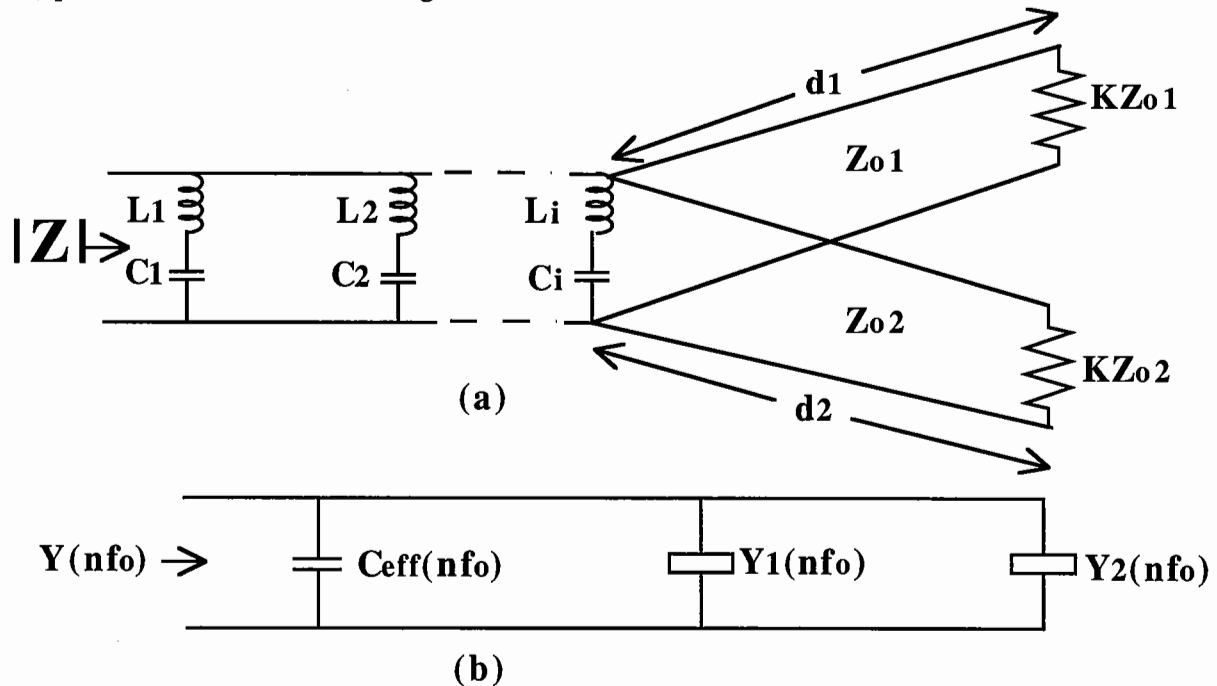 d1
KZo1
Zo1
L1
L2
Li
|Z|
C1
C2
Ci
Zo2
KZo2
(a)
d2
Y(nfo)
Ceff(nfo)
Y1(nfo)
Y2(nfo)
(b)